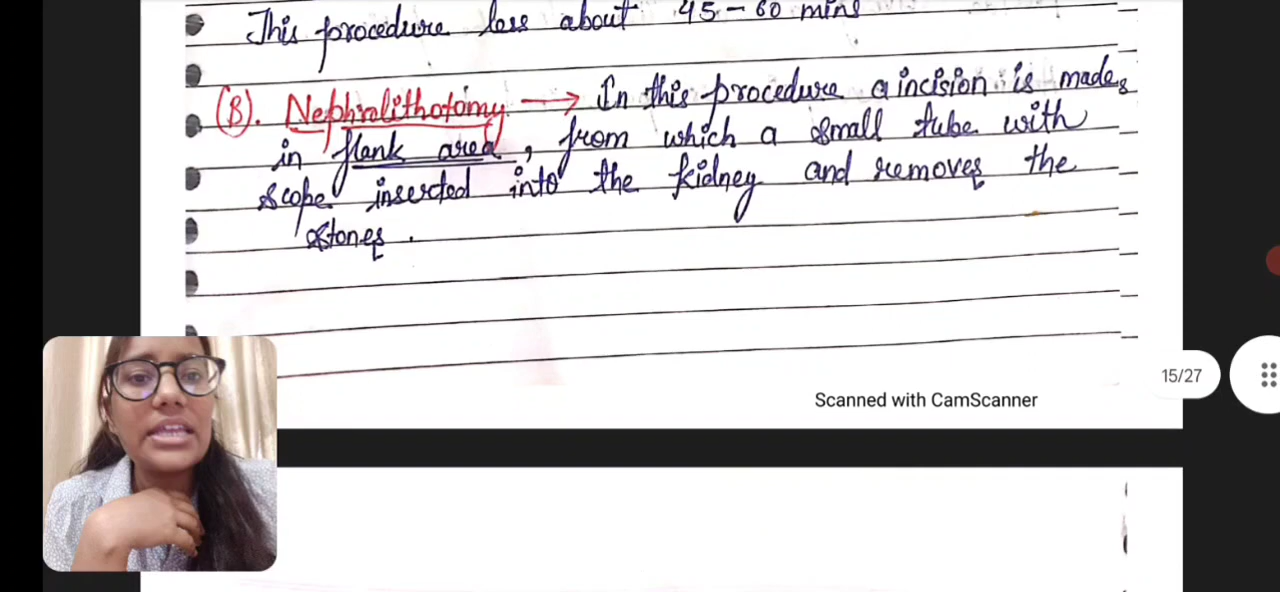 This procedure less about 45-60 mins
(B). Nephrolithotomy → In this procedure a incision is made
in flank area, from which a small tube with
scope inserted into the kidney and removes the
stones.
Scanned with CamScanner
15/27